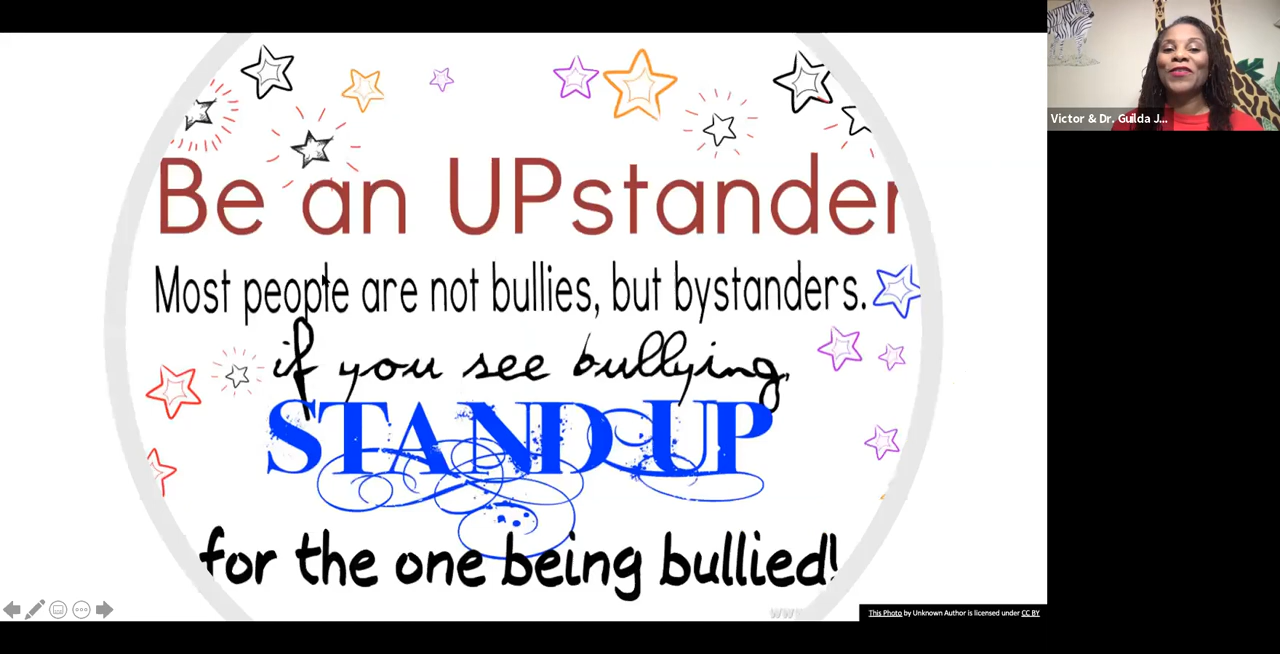 Be an UPstander
Most people are not bullies, but bystanders.
if you see bullying,
STAND UP
for the one being bullied!
Victor & Dr. Guilda J...
This Photo by Unknown Author is licensed under CC BY